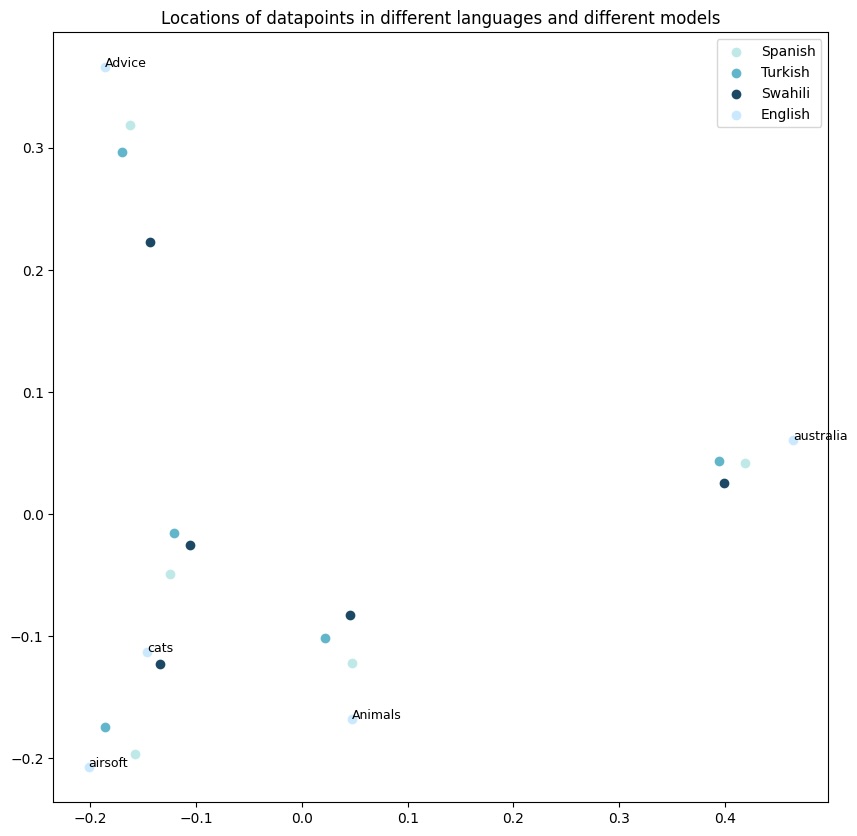 Locations of datapoints in different languages and different models
Advice
Spanish
Turkish
Swahili
English
0.3
0.2
0.1
australia
0.0
cats
−0.1
Animals
airsoft
−0.2
−0.2 −0.1 0.0 0.1 0.2 0.3 0.4